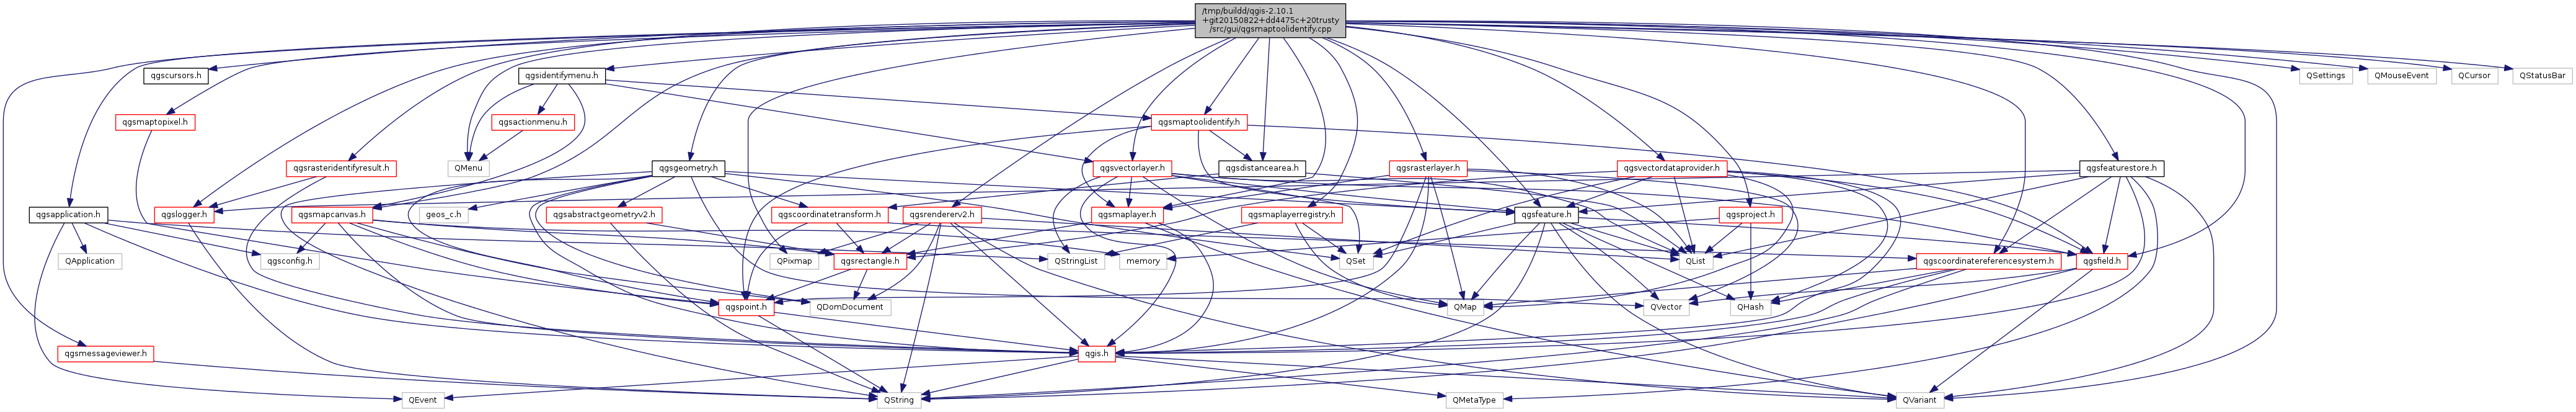 /tmp/buildd/qgis-2.10.1
+git20150822+dd4475c+20trusty
/src/gui/qgsmaptoolidentify.cpp
qgscursors.h
qgsidentifymenu.h
QSettings
QMouseEvent
QCursor
QStatusBar
qgsmaptopixel.h
qgsactionmenu.h
qgsmaptoolidentify.h
qgsrasteridentifyresult.h
QMenu
qgsgeometry.h
qgsvectorlayer.h
qgsdistancearea.h
qgsrasterlayer.h
qgsvectordataprovider.h
qgsfeaturestore.h
qgsapplication.h
qgslogger.h
qgsmapcanvas.h
geos_c.h
qgsabstractgeometryv2.h
qgscoordinatetransform.h
qgsrendererv2.h
qgsmaplayer.h
qgsmaplayerregistry.h
qgsfeature.h
qgsproject.h
QApplication
qgsconfig.h
QPixmap
qgsrectangle.h
QStringList
memory
QSet
QList
qgscoordinatereferencesystem.h
qgsfield.h
qgspoint.h
QDomDocument
QMap
QVector
QHash
qgsmessageviewer.h
qgis.h
QEvent
QString
QMetaType
QVariant